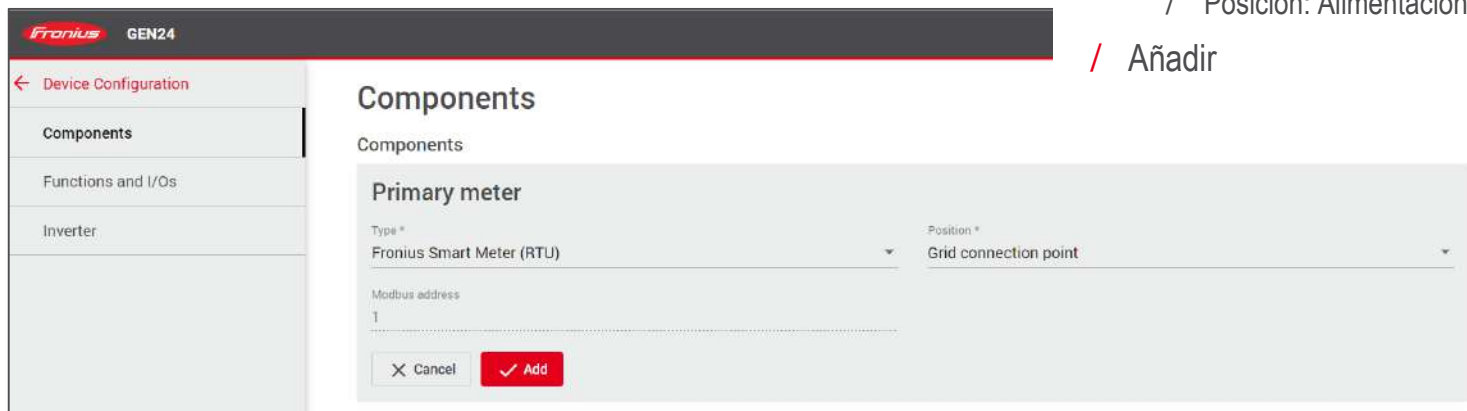 / Posición: Alimentación
/ Añadir
Fronius GEN24
← Device Configuration
Components
Functions and I/Os
Inverter
Components
Components
Primary meter
Type *
Fronius Smart Meter (RTU)
Position *
Grid connection point
Modbus address
1
Cancel
Add